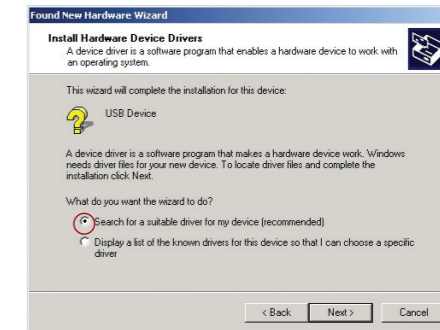 Found New Hardware Wizard
Install Hardware Device Drivers
A device driver is a software program that enables a hardware device to work with
an operating system.
This wizard will complete the installation for this device:
USB Device
A device driver is a software program that makes a hardware device work. Windows
needs driver files for your new device. To locate driver files and complete the
installation click Next.
What do you want the wizard to do?
Search for a suitable driver for my device (recommended)
Display a list of the known drivers for this device so that I can choose a specific
driver
< Back Next > Cancel